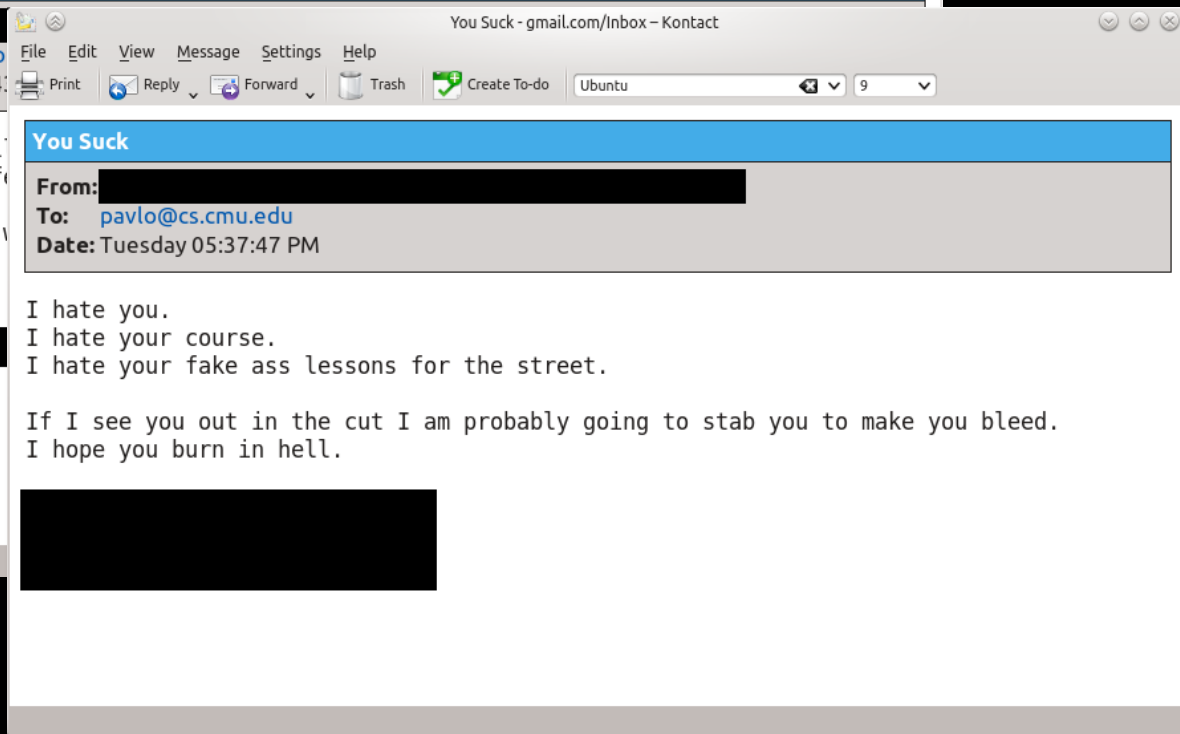 You Suck - gmail.com/Inbox – Kontact
File Edit View Message Settings Help
Print Reply Forward Trash Create To-do Ubuntu 9
You Suck
From:
To: pavlo@cs.cmu.edu
Date: Tuesday 05:37:47 PM
I hate you.
I hate your course.
I hate your fake ass lessons for the street.
If I see you out in the cut I am probably going to stab you to make you bleed.
I hope you burn in hell.